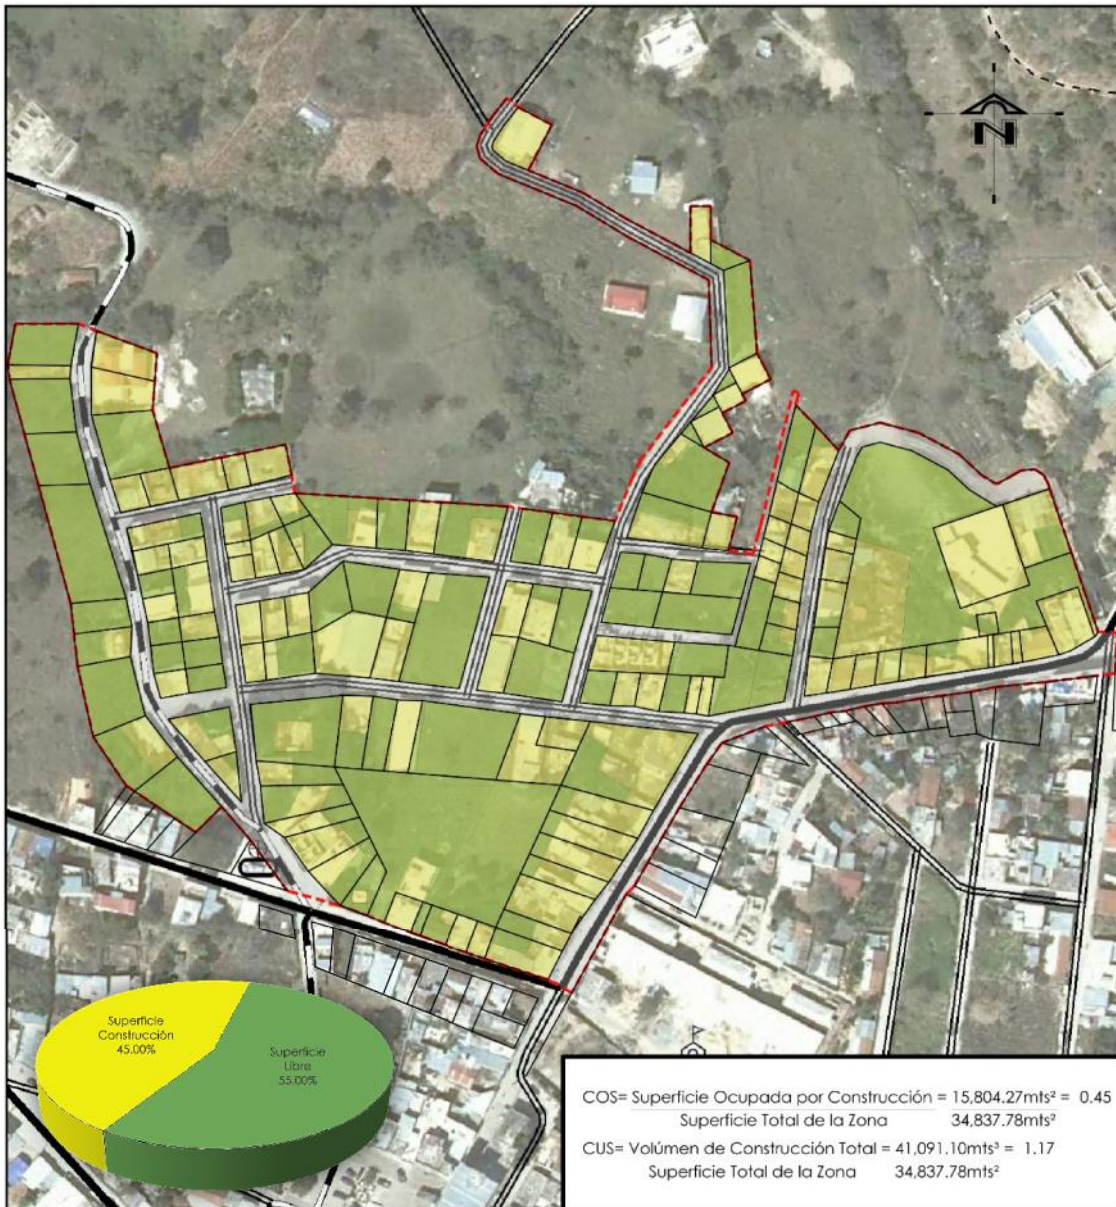 N
Superficie
Construcción
45.00%
Superficie
Libre
55.00%
COS= Superficie Ocupada por Construcción = 15,804.27mts² = 0.45
Superficie Total de la Zona 34,837.78mts²
CUS= Volúmen de Construcción Total = 41,091.10mts³ = 1.17
Superficie Total de la Zona 34,837.78mts²